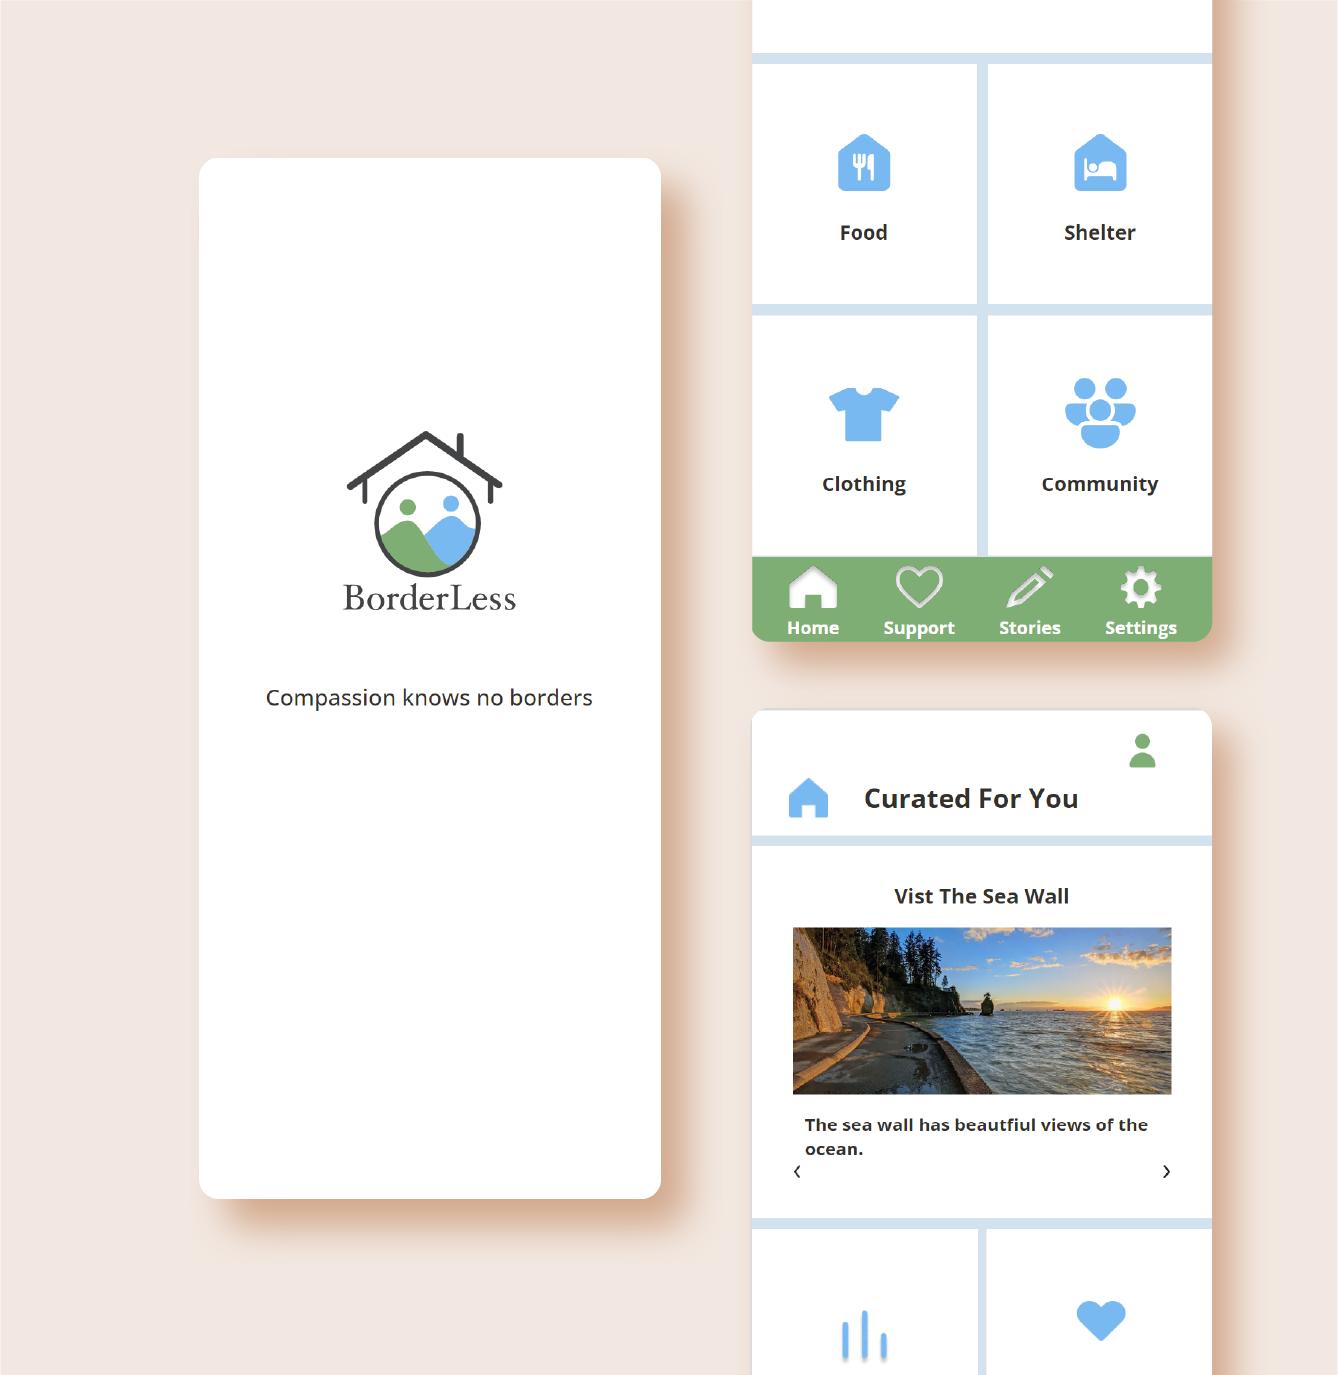 BorderLess
Compassion knows no borders
Food
Shelter
Clothing
Community
Home
Support
Stories
Settings
Curated For You
Vist The Sea Wall
The sea wall has beautfiul views of the
ocean.